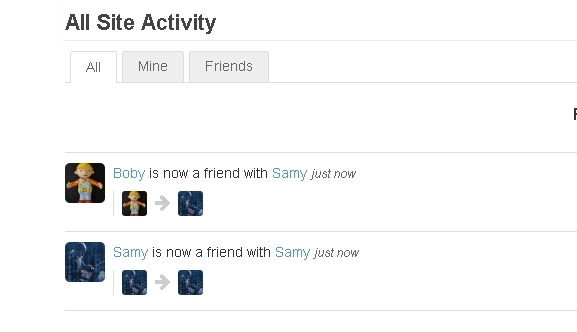 All Site Activity
All Mine Friends
Boby is now a friend with Samy just now
Samy is now a friend with Samy just now